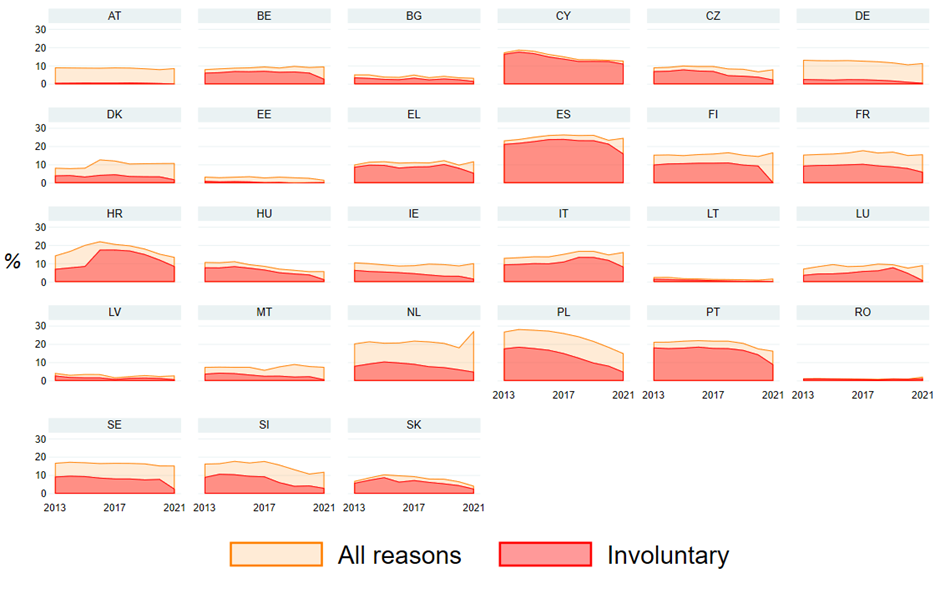 AT BE BG CY CZ DE
30
20
10
0
DK EE EL ES FI FR
30
20
10
0
HR HU IE IT LT LU
30
20
10
0
%
LV MT NL PL PT RO
30
20
10
0
2013 2017 2021 2013 2017 2021 2013 2017 2021
SE SI SK
30
20
10
0
2013 2017 2021 2013 2017 2021 2013 2017 2021
All reasons Involuntary